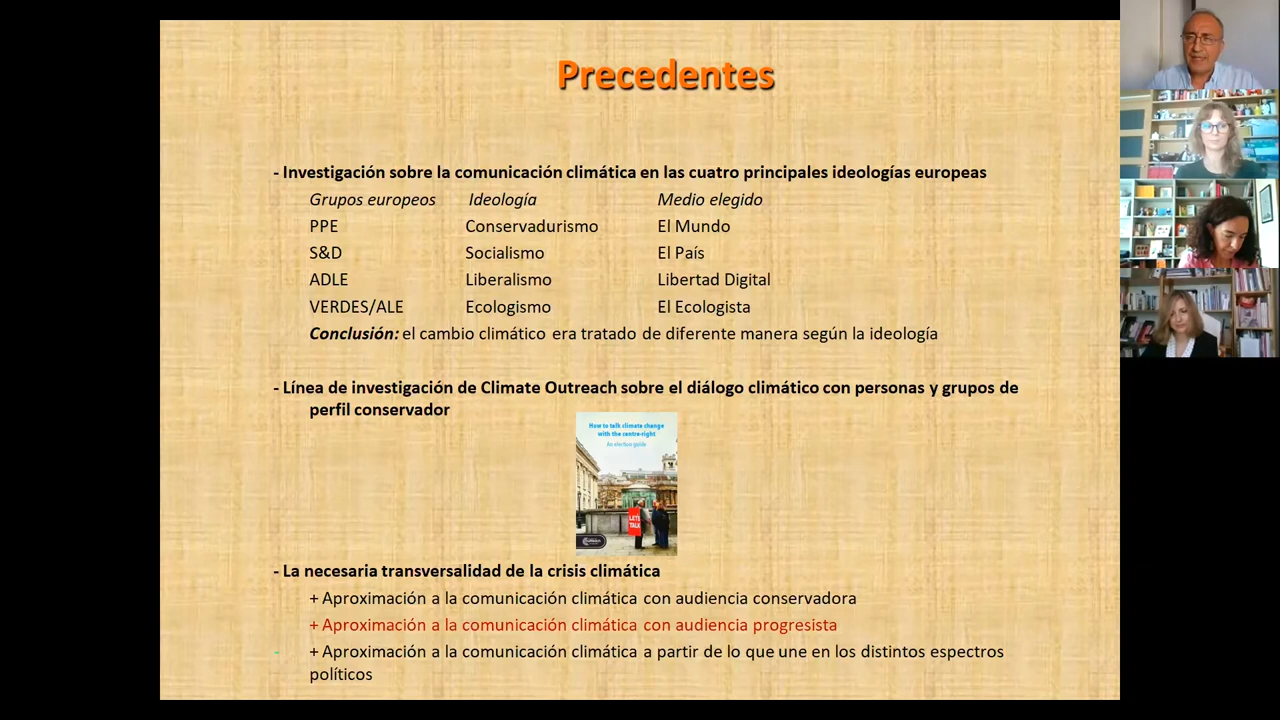 Precedentes
- Investigación sobre la comunicación climática en las cuatro principales ideologías europeas
Grupos europeos Ideología Medio elegido
PPE Conservadurismo El Mundo
S&D Socialismo El País
ADLE Liberalismo Libertad Digital
VERDES/ALE Ecologismo El Ecologista
Conclusión: el cambio climático era tratado de diferente manera según la ideología
- Línea de investigación de Climate Outreach sobre el diálogo climático con personas y grupos de
perfil conservador
How to talk climate change
with the centre-right
An election guide
LET'S
TALK
- La necesaria transversalidad de la crisis climática
+ Aproximación a la comunicación climática con audiencia conservadora
+ Aproximación a la comunicación climática con audiencia progresista
- + Aproximación a la comunicación climática a partir de lo que une en los distintos espectros
políticos